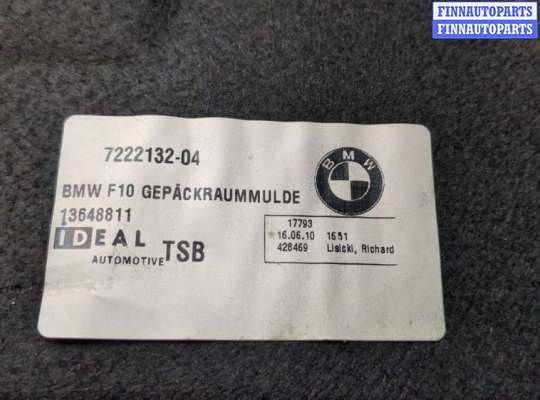 FINNAUTOPARTS
FINNAUTOPARTS
7222132-04
BMW
BMW F10 GEPÄCKRAUMMULDE
13648811
IDEAL
AUTOMOTIVE TSB
17793
16.06.10 1651
428469 Lisicki, Richard